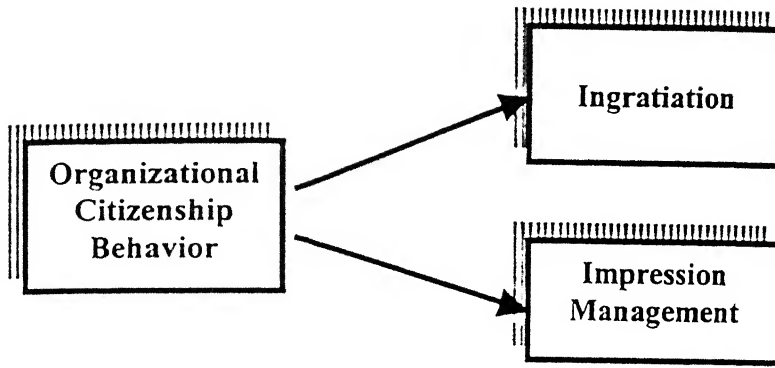 Organizational
Citizenship
Behavior
Ingratiation
Impression
Management